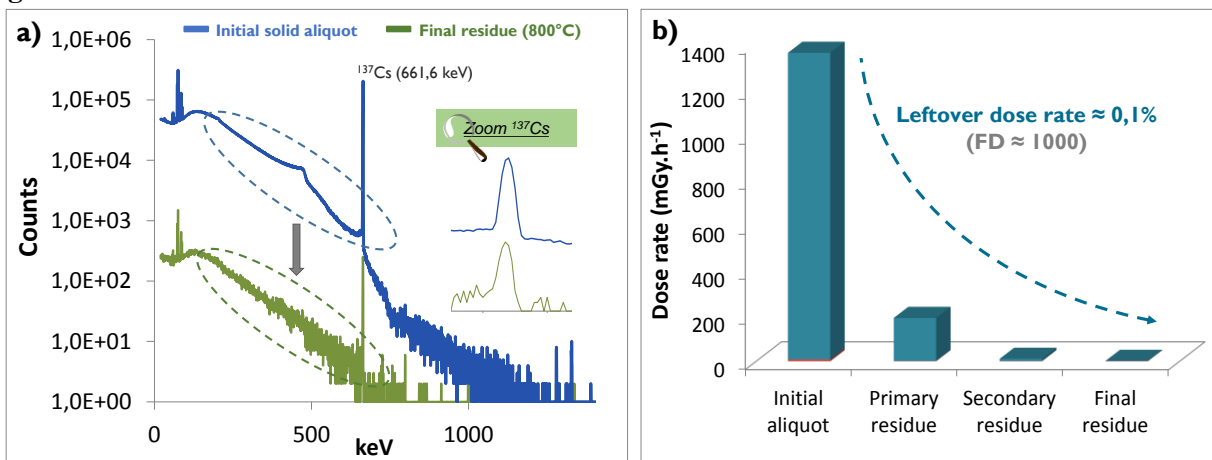 a)
Initial solid aliquot
Final residue (800°C)
1,0E+06
1,0E+05
1,0E+04
1,0E+03
1,0E+02
1,0E+01
1,0E+00
Counts
137Cs (661,6 keV)
Zoom 137Cs
0
500
1000
keV
b)
1400
1200
1000
800
600
400
200
0
Dose rate (mGy.h-1)
Leftover dose rate ≈ 0,1%
(FD ≈ 1000)
Initial
aliquot
Primary
residue
Secondary
residue
Final
residue